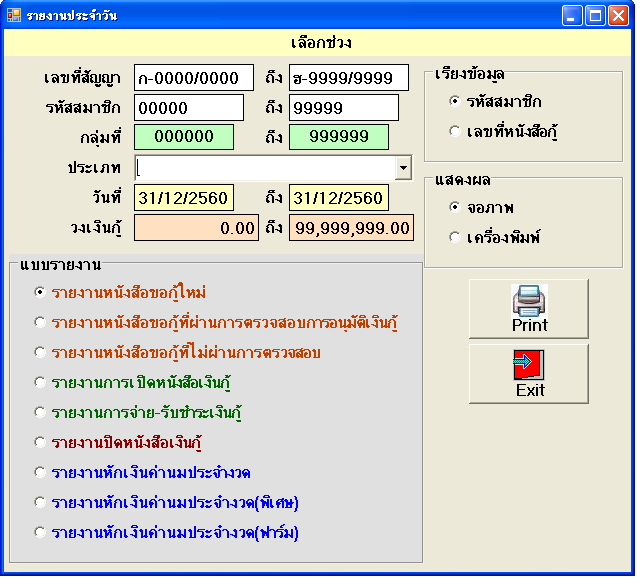 รายงานประจำวัน
เลือกช่วง
เลขที่สัญญา ก-0000/0000 ถึง ฮ-9999/9999
รหัสสมาชิก 00000 ถึง 99999
กลุ่มที่ 000000 ถึง 999999
ประเภท
วันที่ 31/12/2560 ถึง 31/12/2560
วงเงินกู้ 0.00 ถึง 99,999,999.00
เรียงข้อมูล
รหัสสมาชิก
เลขที่หนังสือกู้
แสดงผล
จอภาพ
เครื่องพิมพ์
แบบรายงาน
รายงานหนังสือขอกู้ใหม่
รายงานหนังสือขอกู้ที่ผ่านการตรวจสอบการอนุมัติเงินกู้
รายงานหนังสือขอกู้ที่ไม่ผ่านการตรวจสอบ
รายงานการเปิดหนังสือเงินกู้
รายงานการจ่าย-รับชำระเงินกู้
รายงานปิดหนังสือเงินกู้
รายงานหักเงินค่านมประจำงวด
รายงานหักเงินค่านมประจำงวด(พิเศษ)
รายงานหักเงินค่านมประจำงวด(ฟาร์ม)
Print
Exit